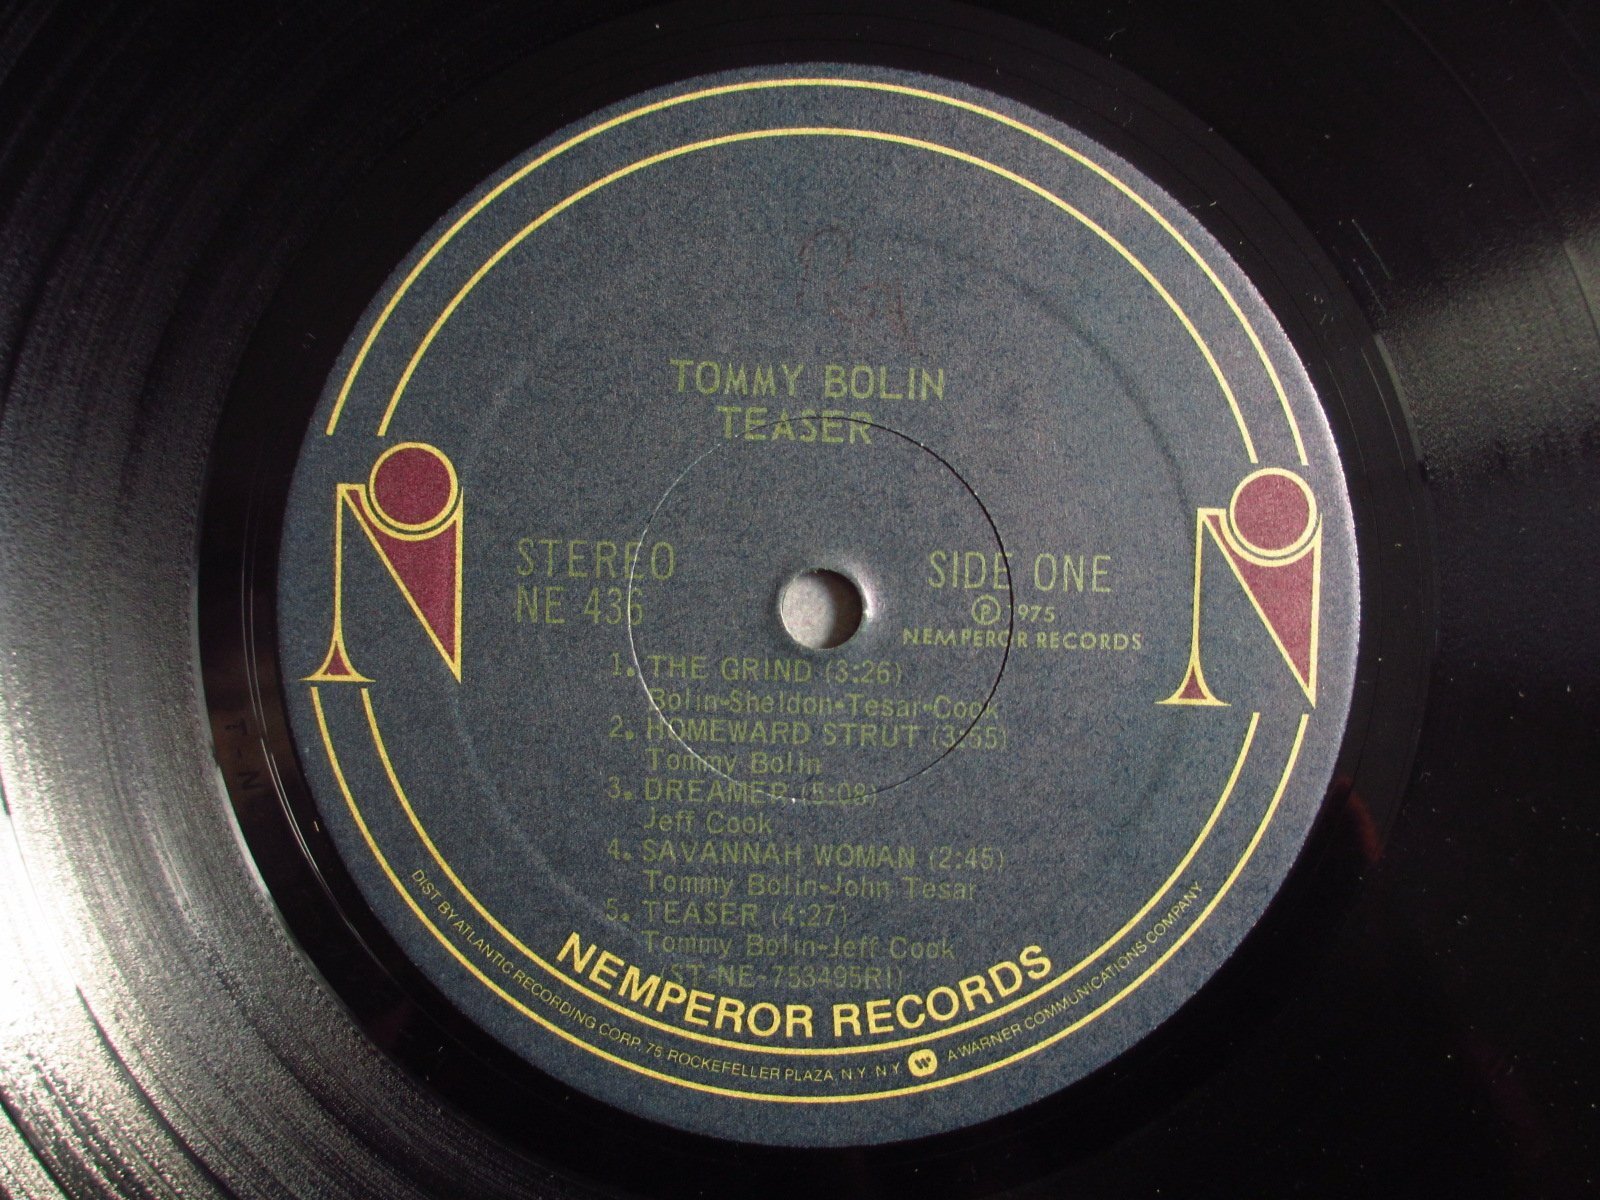 TOMMY BOLIN
TEASER
STEREO
NE 436
SIDE ONE
Ⓟ 1975
NEMPEROR RECORDS
1. THE GRIND (3:26)
Bolin-Sheldon-Tesar-Cook
2. HOMEWARD STRUT (3:55)
Tommy Bolin
3. DREAMER (5:08)
Jeff Cook
4. SAVANNAH WOMAN (2:45)
Tommy Bolin-John Tesar
5. TEASER (4:27)
Tommy Bolin-Jeff Cook
(ST-NE-753495RI)
NEMPEROR RECORDS
DIST BY ATLANTIC RECORDING CORP. 75 ROCKEFELLER PLAZA, N.Y. N.Y. W A WARNER COMMUNICATIONS COMPANY